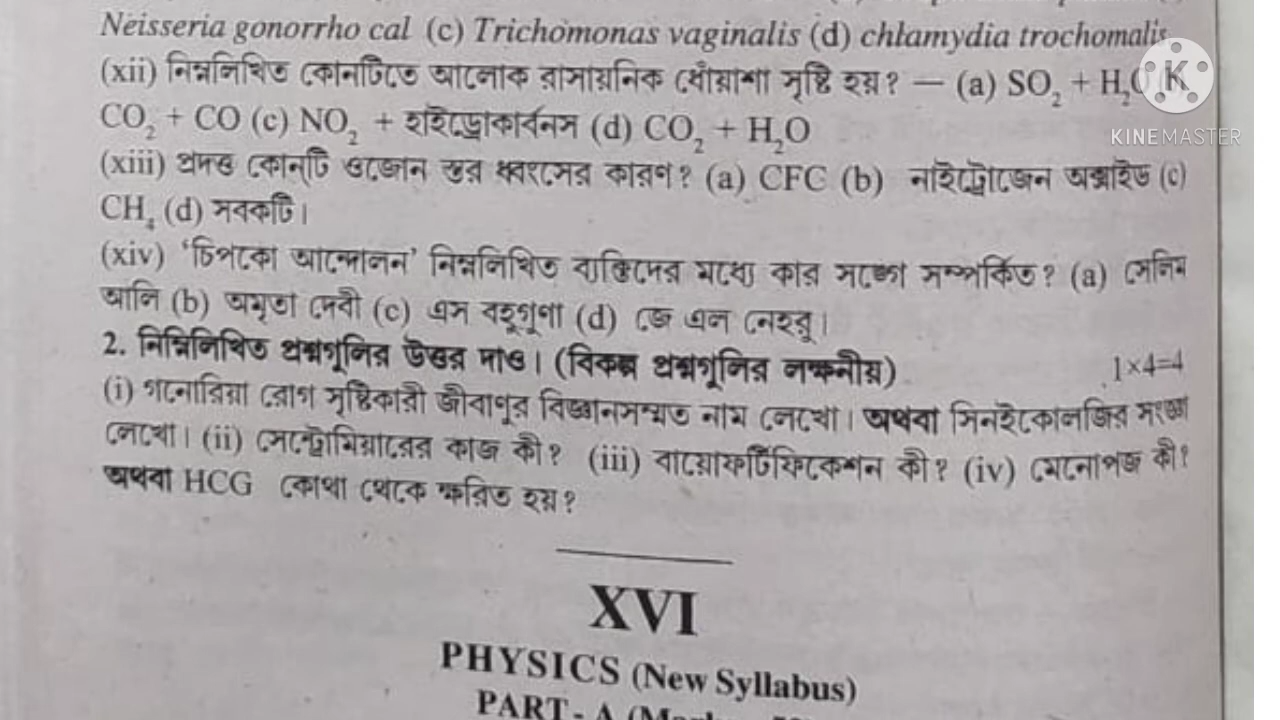 Neisseria gonorrho cal (c) Trichomonas vaginalis (d) chlamydia trochomalis
(xii) নিম্নলিখিত কোনটিতে আলোক রাসায়নিক ধোঁয়াশা সৃষ্টি হয়? — (a) SO₂ + H₂O
CO₂ + CO (c) NO₂ + হাইড্রোকার্বনস (d) CO₂ + H₂O
(xiii) প্রদত্ত কোন্‌টি ওজোন স্তর ধ্বংসের কারণ? (a) CFC (b) নাইট্রোজেন অক্সাইড (c)
CH₄ (d) সবকটি।
(xiv) ‘চিপকো আন্দোলন’ নিম্নলিখিত ব্যক্তিদের মধ্যে কার সঙ্গে সম্পর্কিত? (a) সেলিম
আলি (b) অমৃতা দেবী (c) এস বহুগুণা (d) জে এল নেহরু।
2. নিম্নিলিখিত প্রশ্নগুলির উত্তর দাও। (বিকল্প প্রশ্নগুলির লক্ষনীয়) 1×4=4
(i) গনোরিয়া রোগ সৃষ্টিকারী জীবাণুর বিজ্ঞানসম্মত নাম লেখো। অথবা সিনইকোলজির সংজ্ঞা
লেখো। (ii) সেন্ট্রোমিয়ারের কাজ কী? (iii) বায়োফর্টিফিকেশন কী? (iv) মেনোপজ কী?
অথবা HCG কোথা থেকে ক্ষরিত হয়?
XVI
PHYSICS (New Syllabus)
PART - A
K
KINEMASTER